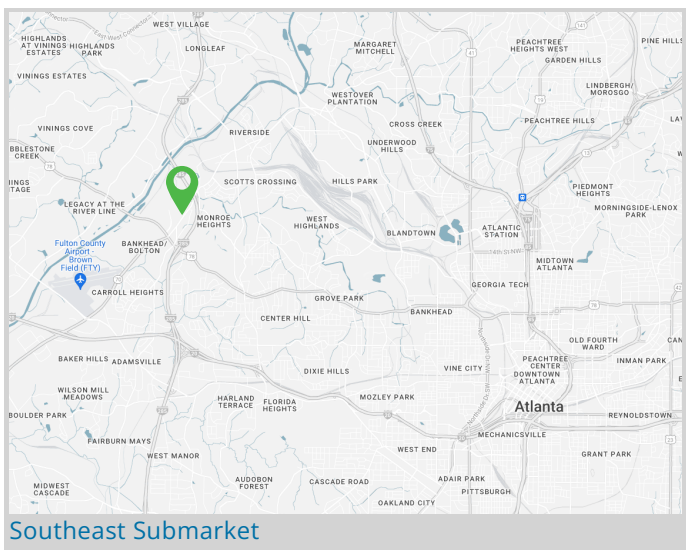 WEST VILLAGE
HIGHLANDS
AT VININGS
ESTATES
HIGHLANDS
PARK
LONGLEAF
MARGARET
MITCHELL
PEACHTREE
HEIGHTS WEST
PINE HILLS
GARDEN HILLS
VININGS ESTATES
LINDBERGH/
MOROSGO
WESTOVER
PLANTATION
VININGS COVE
RIVERSIDE
CROSS CREEK
PEACHTREE HILLS
UNDERWOOD
HILLS
BBLESTONE
CREEK
INGS
TAGE
SCOTTS CROSSING
HILLS PARK
PIEDMONT
HEIGHTS
LEGACY AT THE
RIVER LINE
MONROE
HEIGHTS
WEST
HIGHLANDS
MORNINGSIDE-LENOX
PARK
BLANDTOWN
ATLANTIC
STATION
Fulton County
Airport -
Brown
Field (FTY)
BANKHEAD/
BOLTON
14th St NW
MIDTOWN
ATLANTA
GEORGIA TECH
CARROLL HEIGHTS
GROVE PARK
BANKHEAD
CENTER HILL
OLD FOURTH
WARD
CAN
BAKER HILLS
ADAMSVILLE
DIXIE HILLS
VINE CITY
PEACHTREE
CENTER
DOWNTOWN
ATLANTA
INMAN PARK
WILSON MILL
MEADOWS
HARLAND
TERRACE
FLORIDA
HEIGHTS
MOZLEY PARK
Atlanta
REYNOLDSTOWN
BOULDER PARK
FAIRBURN MAYS
MECHANICSVILLE
WEST MANOR
WEST END
GRANT PARK
MIDWEST
CASCADE
AUDOBON
FOREST
CASCADE ROAD
ADAIR PARK
PITTSBURGH
OAKLAND CITY
Southeast Submarket